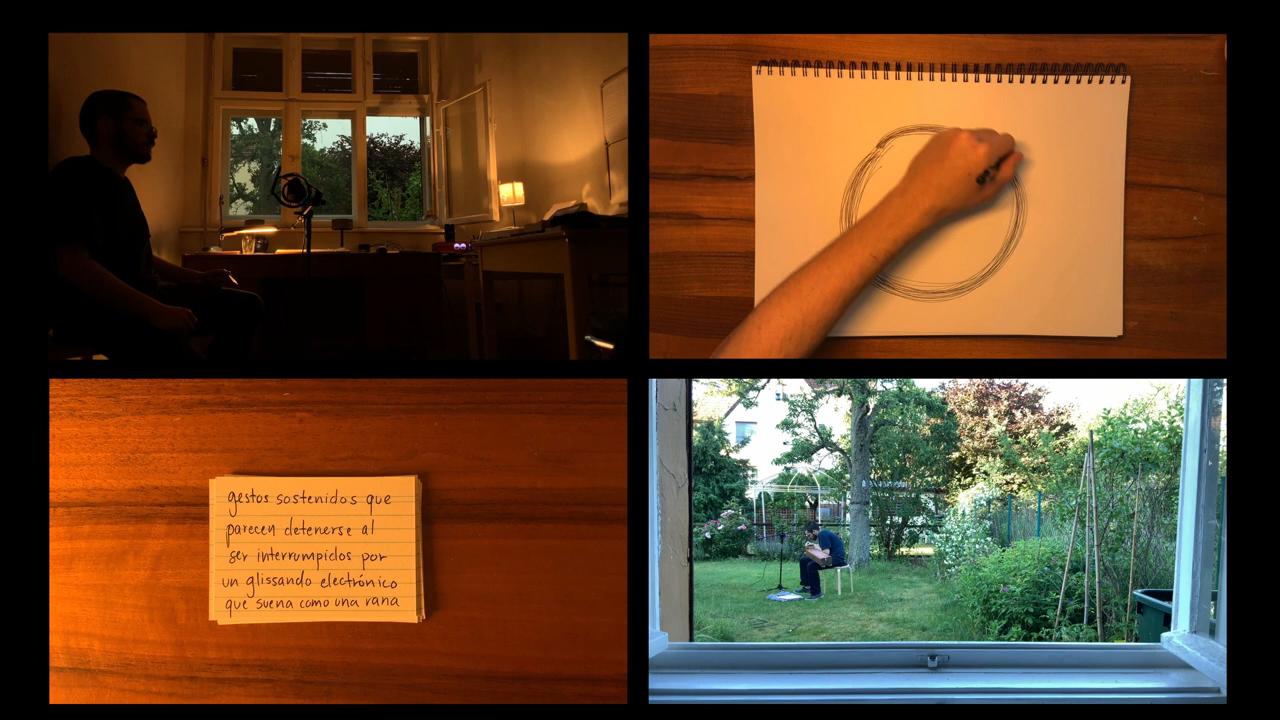 gestos sostenidos que
parecen detenerse al
ser interrumpidos por
un glissando electrónico
que suena como una rana